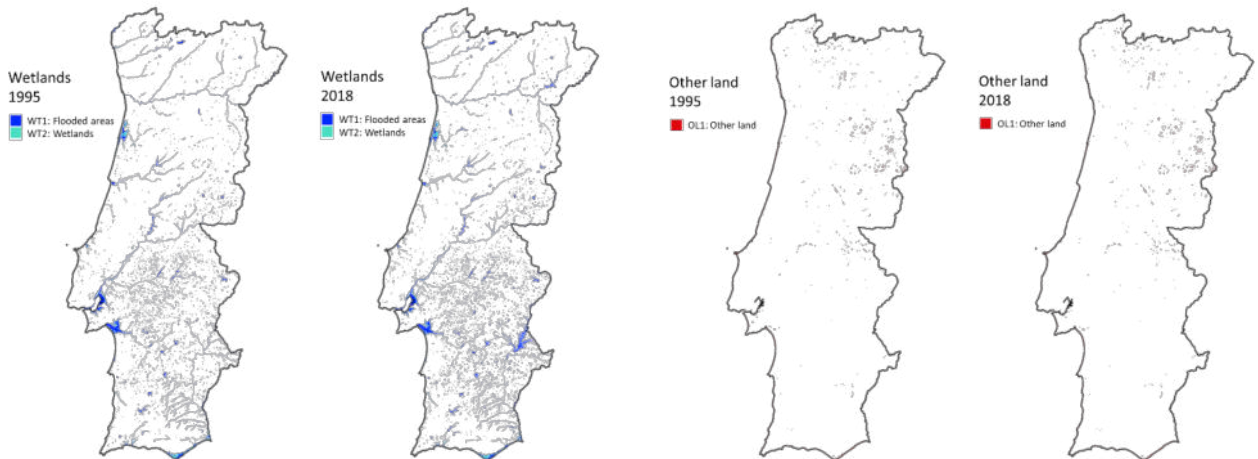 Wetlands
1995
WT1: Flooded areas
WT2: Wetlands
Wetlands
2018
WT1: Flooded areas
WT2: Wetlands
Other land
1995
OL1: Other land
Other land
2018
OL1: Other land